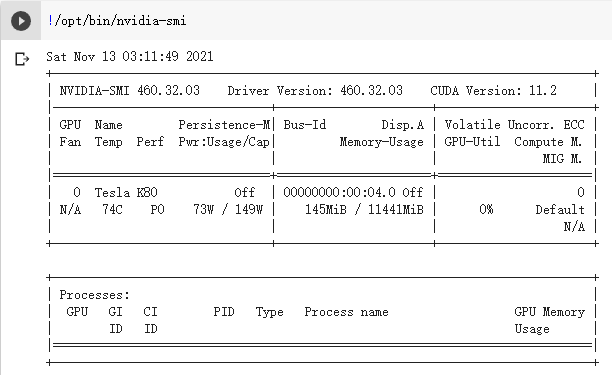 !/opt/bin/nvidia-smi
Sat Nov 13 03:11:49 2021
NVIDIA-SMI 460.32.03 Driver Version: 460.32.03 CUDA Version: 11.2
GPU Name Persistence-M| Bus-Id Disp.A | Volatile Uncorr. ECC
Fan Temp Perf Pwr:Usage/Cap| Memory-Usage | GPU-Util Compute M.
MIG M.
0 Tesla K80 Off | 00000000:00:04.0 Off | 0
N/A 74C P0 73W / 149W | 145MiB / 11441MiB | 0% Default
N/A
Processes:
GPU GI CI PID Type Process name GPU Memory
ID ID Usage